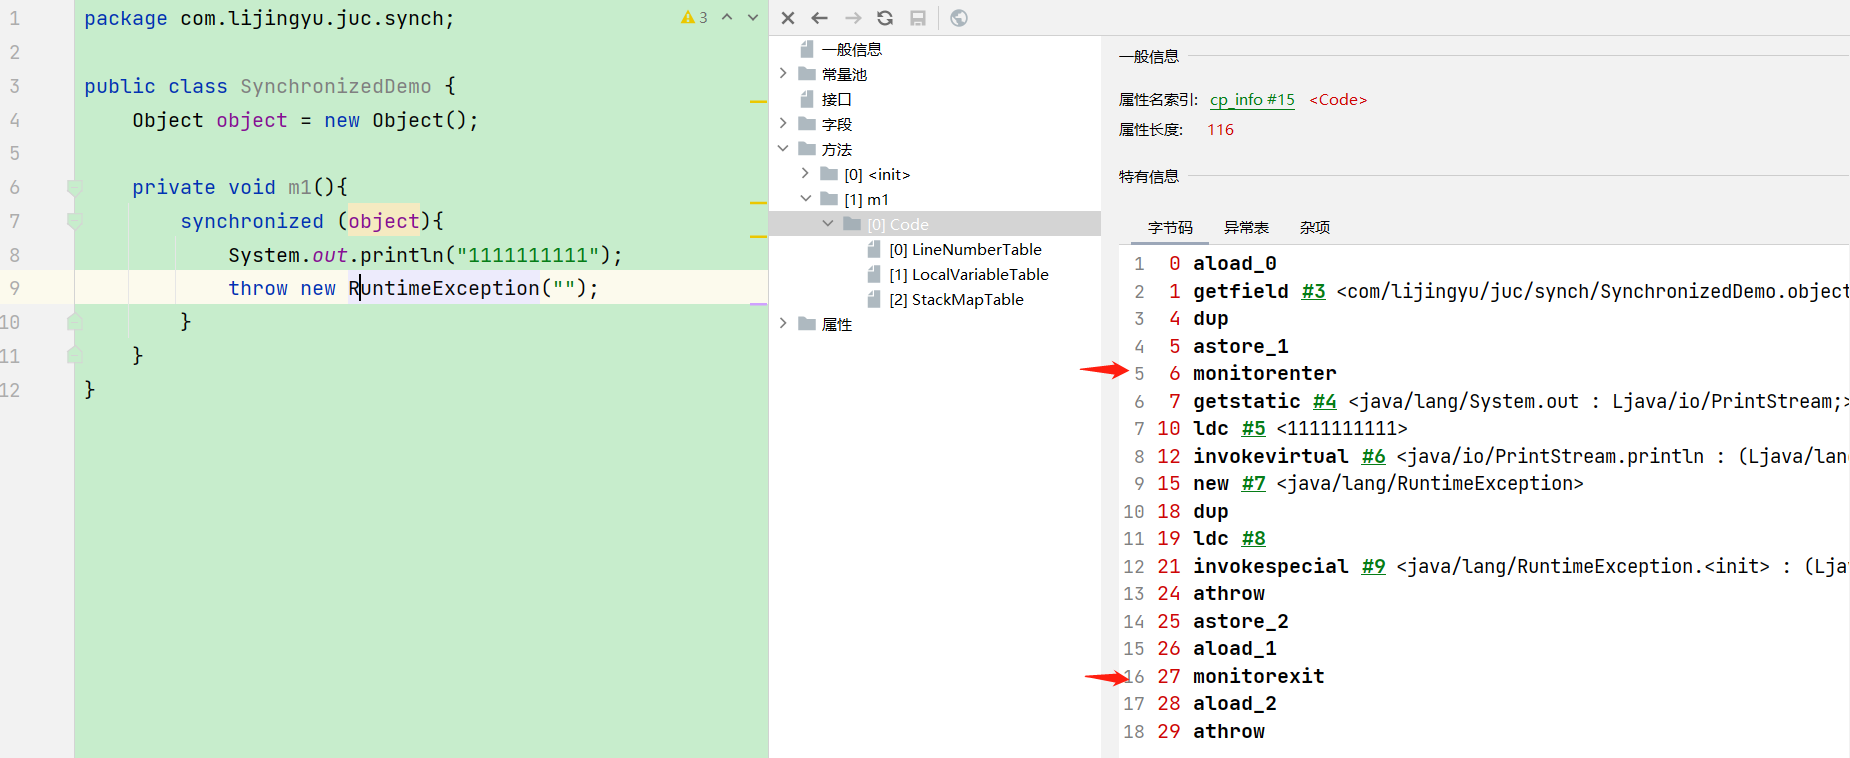 1 package com.lijingyu.juc.synch;
3
2
3 public class SynchronizedDemo {
4 Object object = new Object();
5
6 private void m1(){
7 synchronized (object){
8 System.out.println("1111111111");
9 throw new RuntimeException("");
10 }
11 }
12 }
一般信息
常量池
接口
字段
方法
[0] <init>
[1] m1
[0] Code
[0] LineNumberTable
[1] LocalVariableTable
[2] StackMapTable
属性
一般信息
属性名索引: cp_info #15 <Code>
属性长度: 116
特有信息
字节码 异常表 杂项
1 0 aload_0
2 1 getfield #3 <com/lijingyu/juc/synch/SynchronizedDemo.object
3 4 dup
4 5 astore_1
5 6 monitorenter
6 7 getstatic #4 <java/lang/System.out : Ljava/io/PrintStream;>
7 10 ldc #5 <1111111111>
8 12 invokevirtual #6 <java/io/PrintStream.println : (Ljava/lan
9 15 new #7 <java/lang/RuntimeException>
10 18 dup
11 19 ldc #8
12 21 invokespecial #9 <java/lang/RuntimeException.<init> : (Lja
13 24 athrow
14 25 astore_2
15 26 aload_1
16 27 monitorexit
17 28 aload_2
18 29 athrow